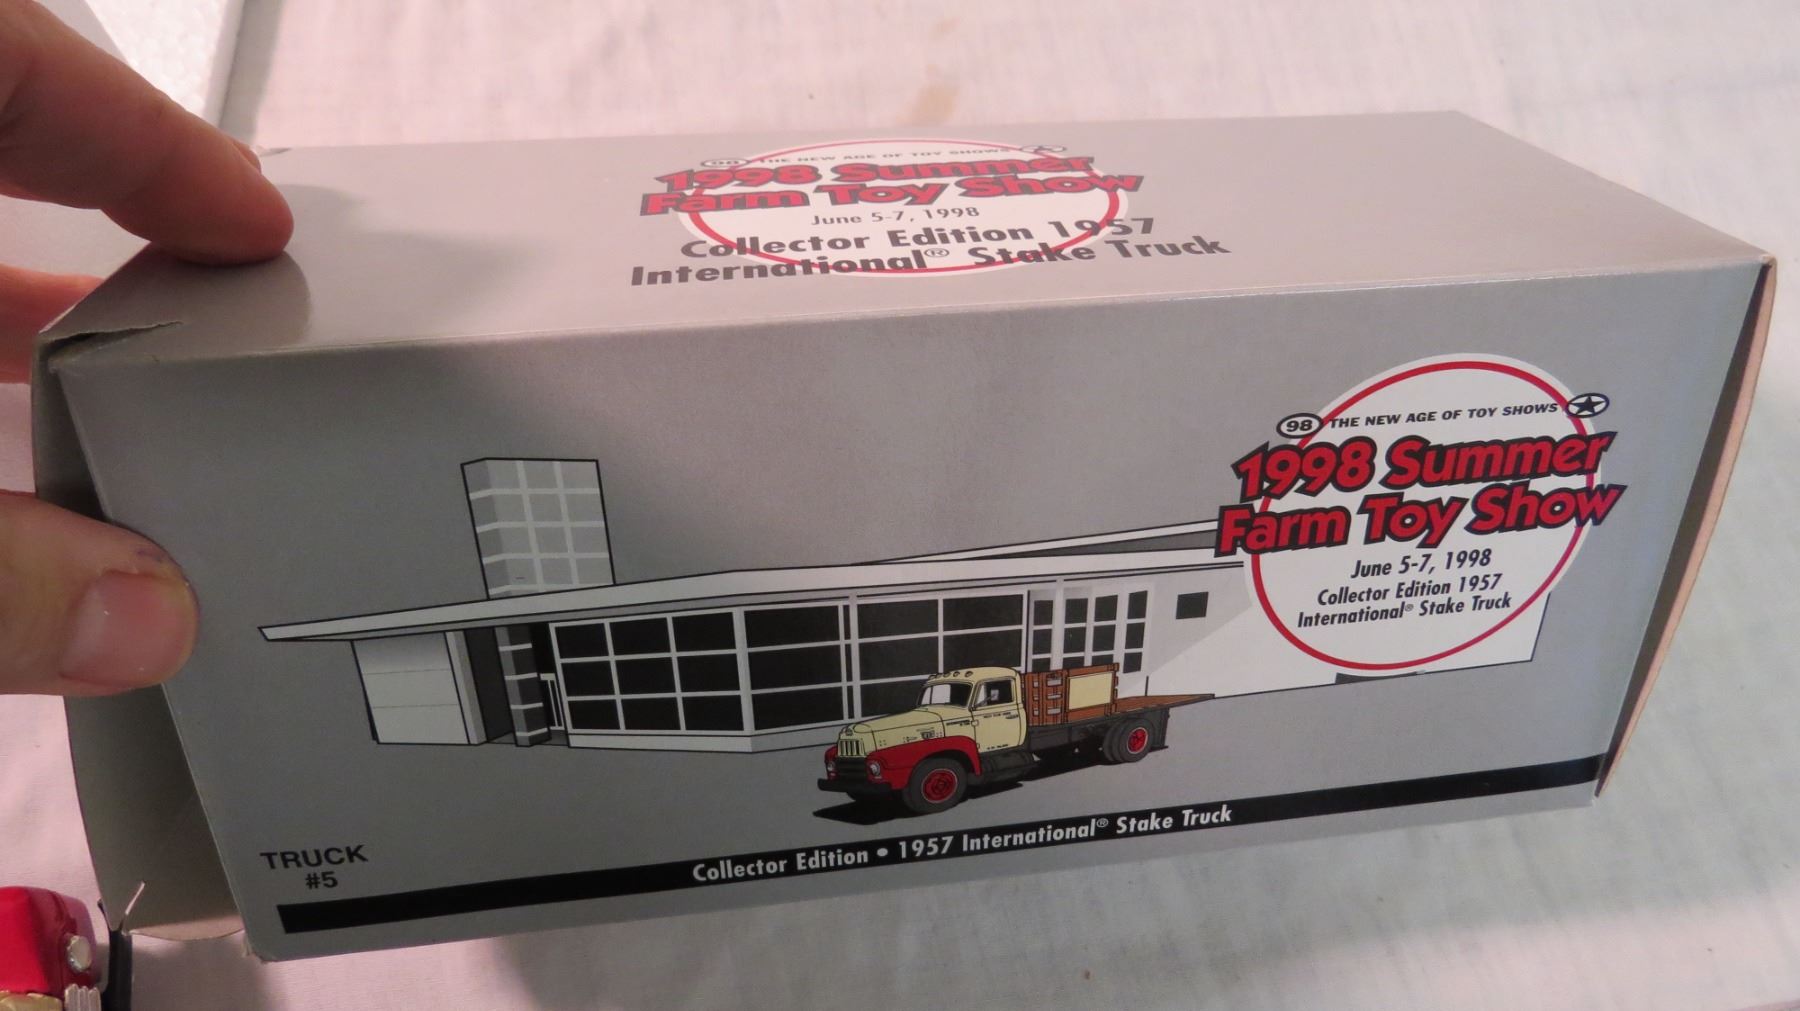 98 THE NEW AGE OF TOY SHOWS
1998 Summer
Farm Toy Show
June 5-7, 1998
Collector Edition 1957
International® Stake Truck
98 THE NEW AGE OF TOY SHOWS
1998 Summer
Farm Toy Show
June 5-7, 1998
Collector Edition 1957
International® Stake Truck
TRUCK
#5
Collector Edition • 1957 International® Stake Truck